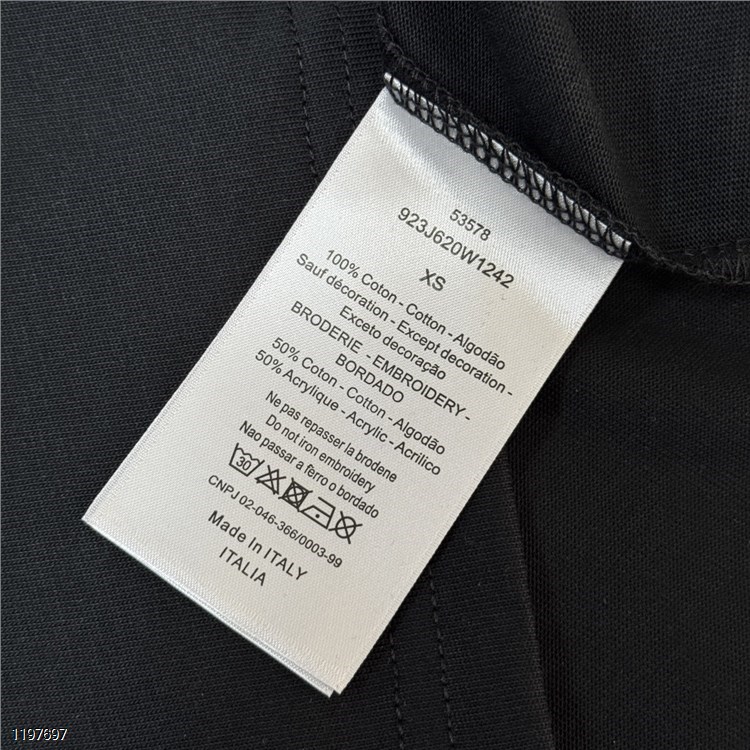 53578
923J620W1242
XS
100% Coton - Cotton - Algodão
Sauf décoration - Except decoration -
Exceto decoração
BRODERIE - EMBROIDERY -
BORDADO
50% Coton - Cotton - Algodão
50% Acrylique - Acrylic - Acrilico
Ne pas repasser la brodene
Do not iron embroidery
Nao passar a ferro o bordado
30
CNPJ 02-046-366/0003-99
Made In ITALY
ITALIA
1197697